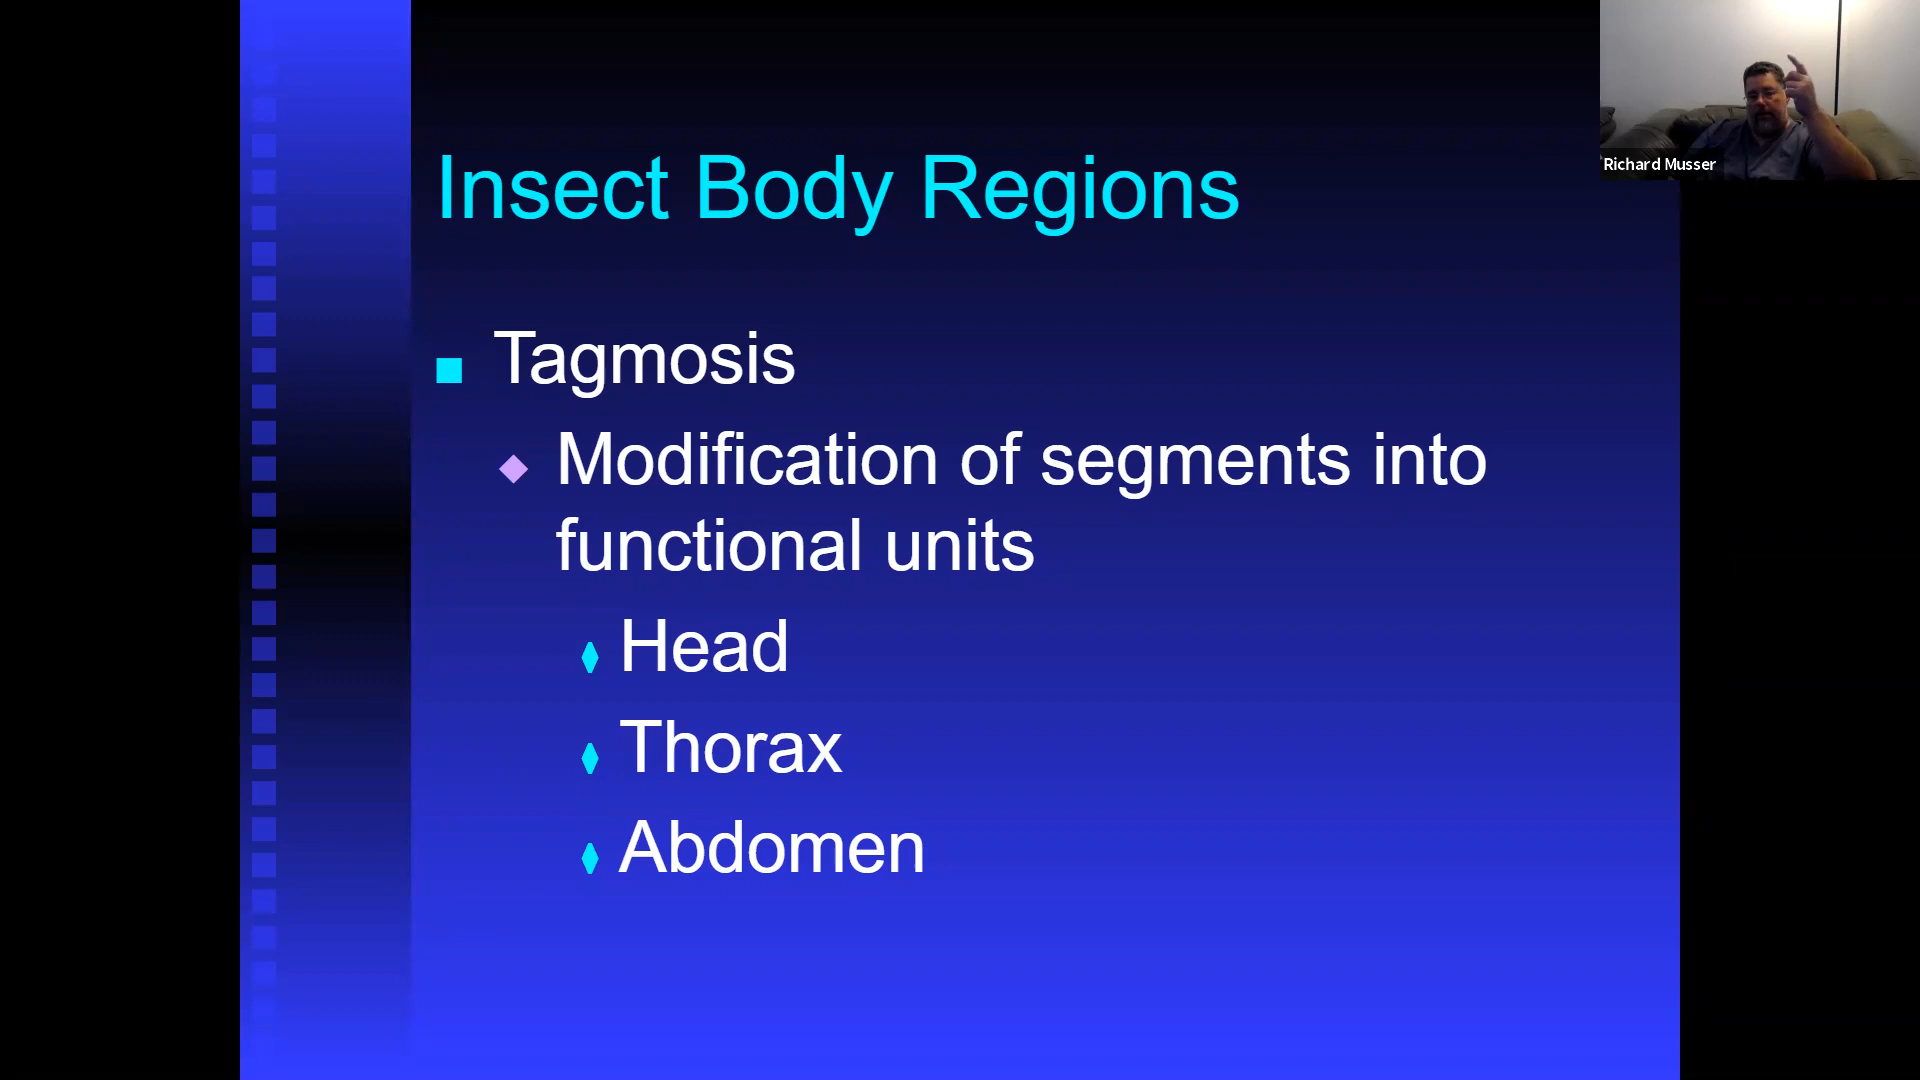 Insect Body Regions
Richard Musser
Tagmosis
Modification of segments into
functional units
Head
Thorax
Abdomen